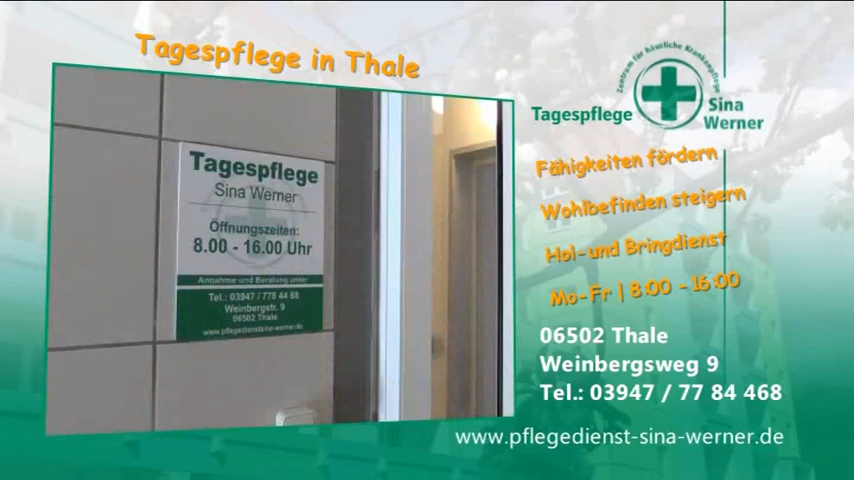 Tagespflege in Thale
Tagespflege
Sina Werner
Öffnungszeiten:
8.00 - 16.00 Uhr
Annahme und Beratung unter
Tel.: 03947 / 778 44 68
Weinbergstr. 9
06502 Thale
www.pflegedienstsina-werner.de
Zentrum für häusliche Krankenpflege
Tagespflege
Sina
Werner
Fähigkeiten fördern
Wohlbefinden steigern
Hol-und Bringdienst
Mo-Fr | 8:00 - 16:00
06502 Thale
Weinbergsweg 9
Tel.: 03947 / 77 84 468
www.pflegedienst-sina-werner.de